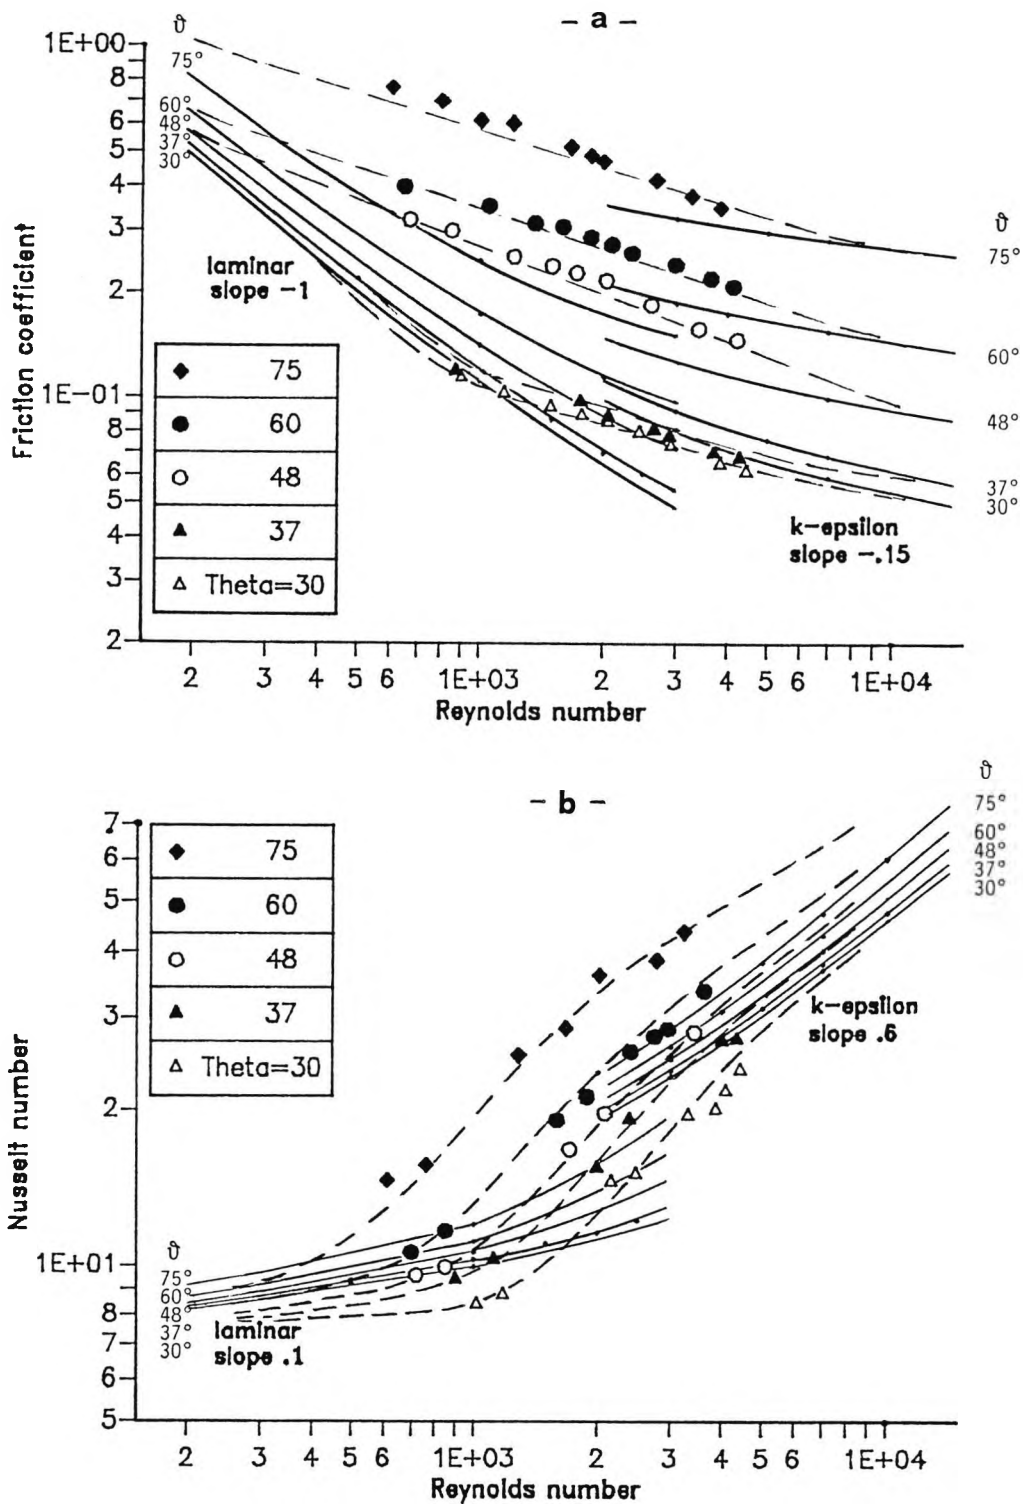 - a -
ϑ
1E+00
75°
8
6
60°
48°
37°
30°
5
4
3
2
1E-01
8
6
5
4
3
2
Friction coefficient
laminar
slope -1
75
60
48
37
Theta=30
k-epsilon
slope -.15
ϑ
75°
60°
48°
37°
30°
2 3 4 5 6 1E+03 2 3 4 5 6 1E+04
Reynolds number
- b -
7
6
5
4
3
2
1E+01
8
7
6
5
Nusselt number
75
60
48
37
Theta=30
ϑ
75°
60°
48°
37°
30°
k-epsilon
slope .6
ϑ
75°
60°
48°
37°
30°
laminar
slope .1
2 3 4 5 6 1E+03 2 3 4 5 6 1E+04
Reynolds number